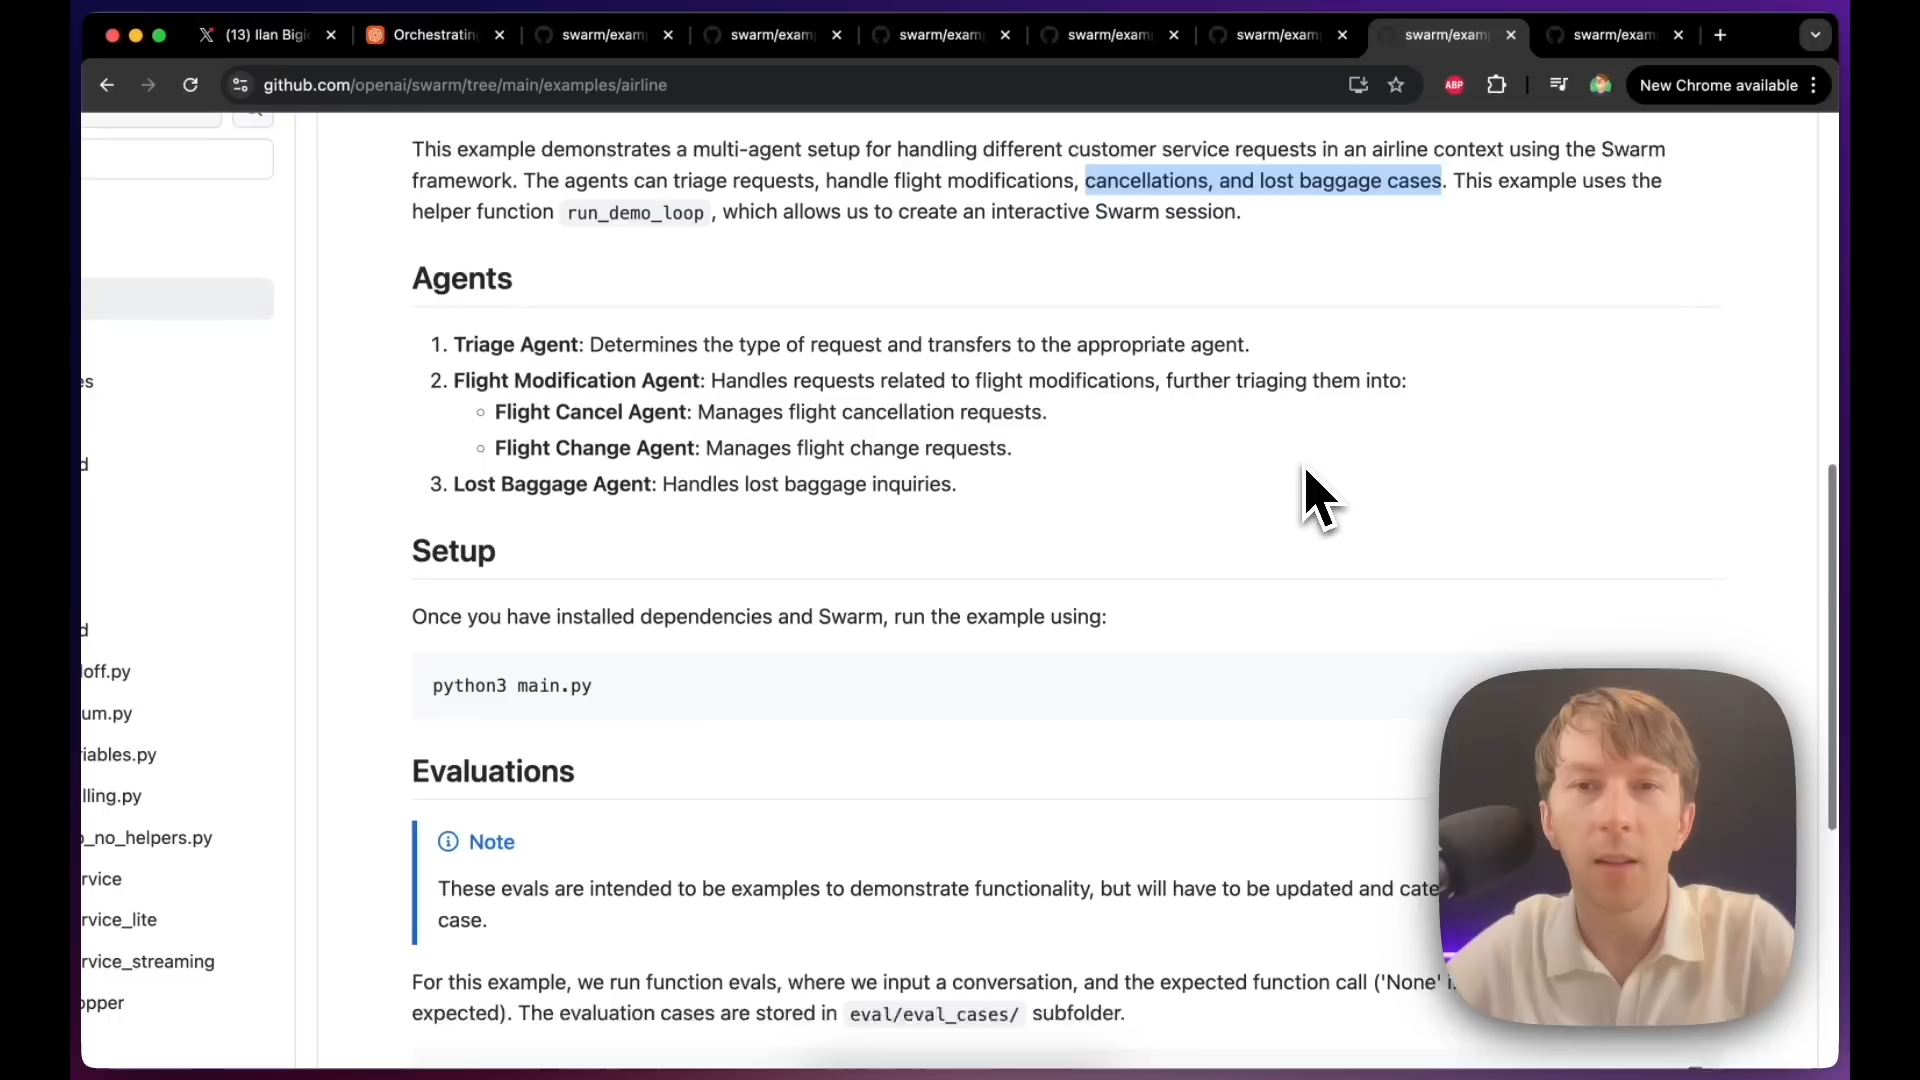 (13) Ilan Bigi
Orchestratin
swarm/exam
swarm/exam
swarm/exam
swarm/exam
swarm/exam
swarm/exam
swarm/exam
github.com/openai/swarm/tree/main/examples/airline
ABP
New Chrome available
This example demonstrates a multi-agent setup for handling different customer service requests in an airline context using the Swarm
framework. The agents can triage requests, handle flight modifications, cancellations, and lost baggage cases. This example uses the
helper function run_demo_loop, which allows us to create an interactive Swarm session.
Agents
1. Triage Agent: Determines the type of request and transfers to the appropriate agent.
2. Flight Modification Agent: Handles requests related to flight modifications, further triaging them into:
Flight Cancel Agent: Manages flight cancellation requests.
Flight Change Agent: Manages flight change requests.
3. Lost Baggage Agent: Handles lost baggage inquiries.
Setup
Once you have installed dependencies and Swarm, run the example using:
python3 main.py
Evaluations
Note
These evals are intended to be examples to demonstrate functionality, but will have to be updated and cate
case.
For this example, we run function evals, where we input a conversation, and the expected function call ('None' i
expected). The evaluation cases are stored in eval/eval_cases/ subfolder.
es
d
d
loff.py
um.py
riables.py
lling.py
o_no_helpers.py
rvice
rvice_lite
rvice_streaming
opper